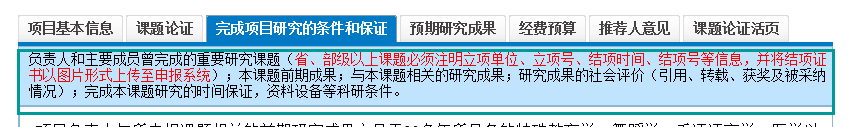 项目基本信息 课题论证 完成项目研究的条件和保证 预期研究成果 经费预算 推荐人意见 课题论证活页
负责人和主要成员曾完成的重要研究课题（省、部级以上课题必须注明立项单位、立项号、结项时间、结项号等信息，并将结项证
书以图片形式上传至申报系统）；本课题前期成果；与本课题相关的研究成果；研究成果的社会评价（引用、转载、获奖及被采纳
情况）；完成本课题研究的时间保证，资料设备等科研条件。